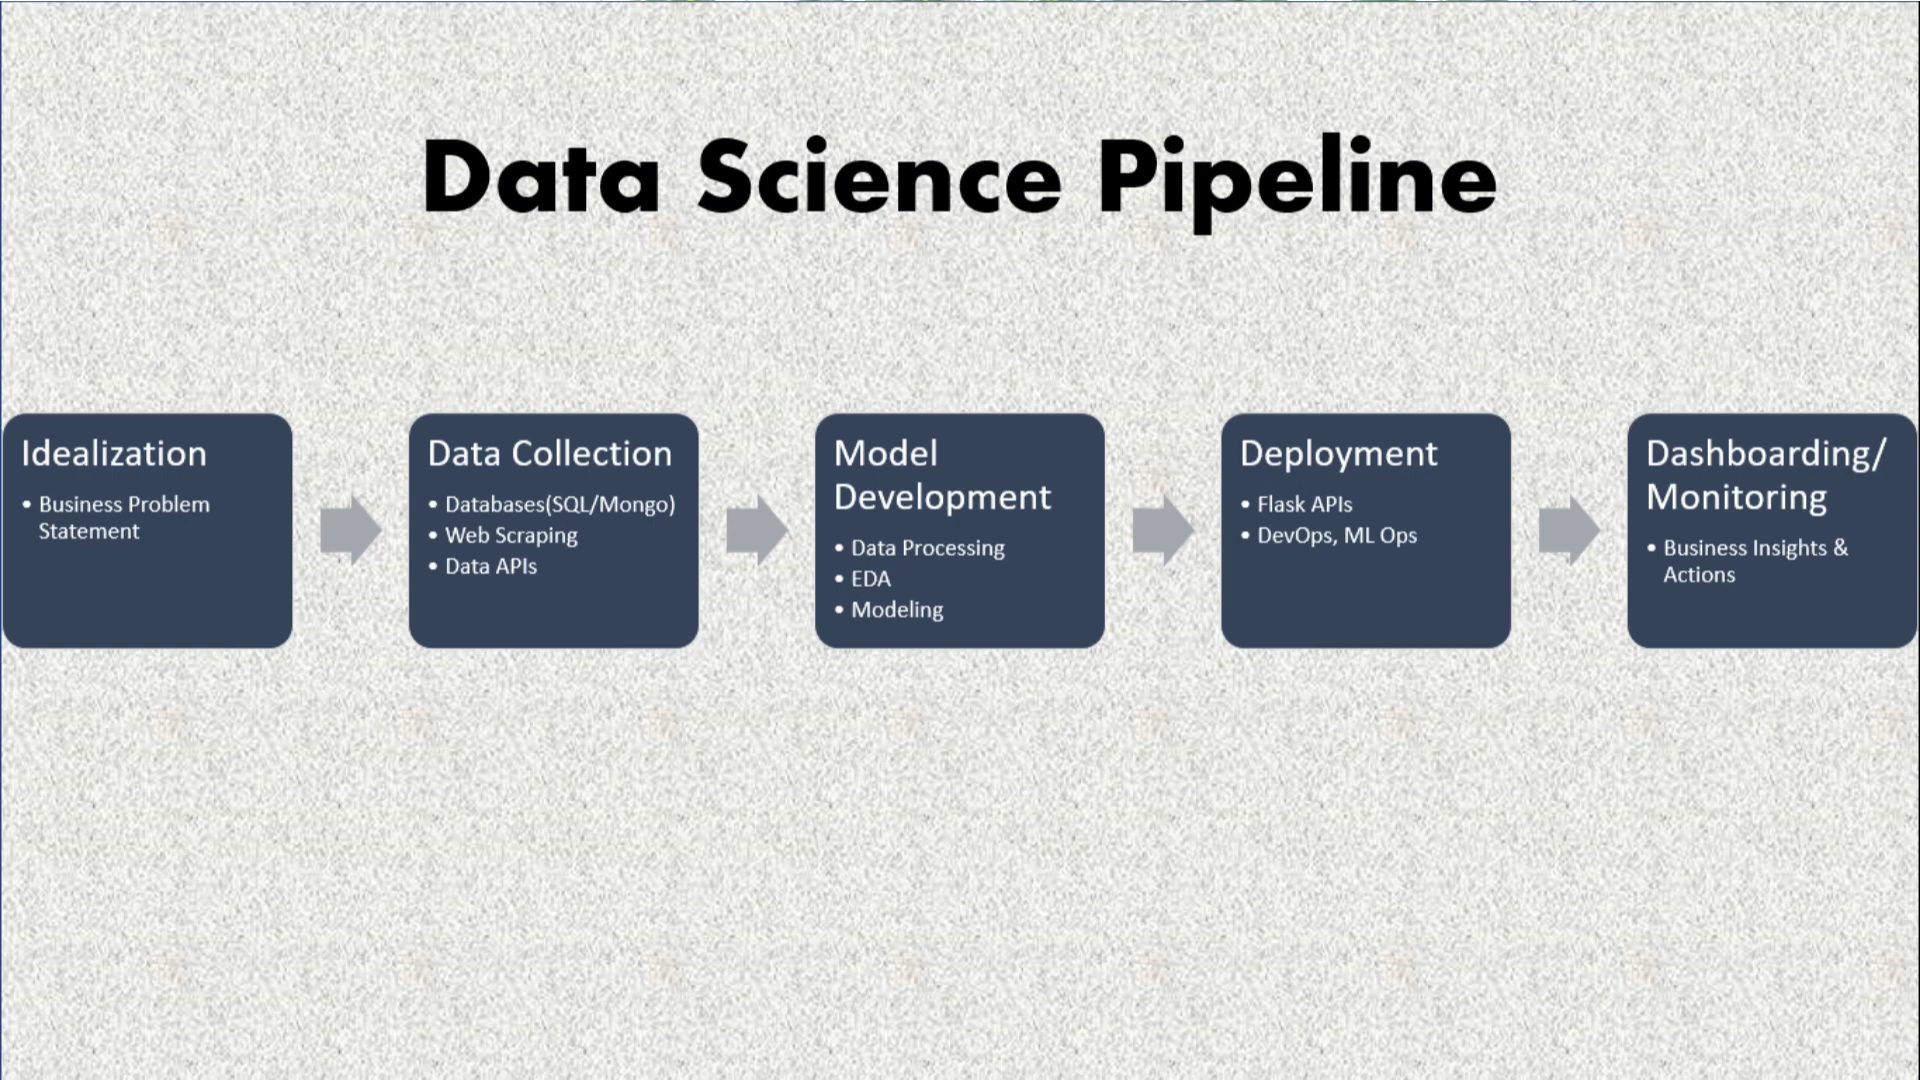 Data Science Pipeline
Idealization
• Business Problem
Statement
Data Collection
• Databases(SQL/Mongo)
• Web Scraping
• Data APIs
Model
Development
• Data Processing
• EDA
• Modeling
Deployment
• Flask APIs
• DevOps, ML Ops
Dashboarding/
Monitoring
• Business Insights &
Actions